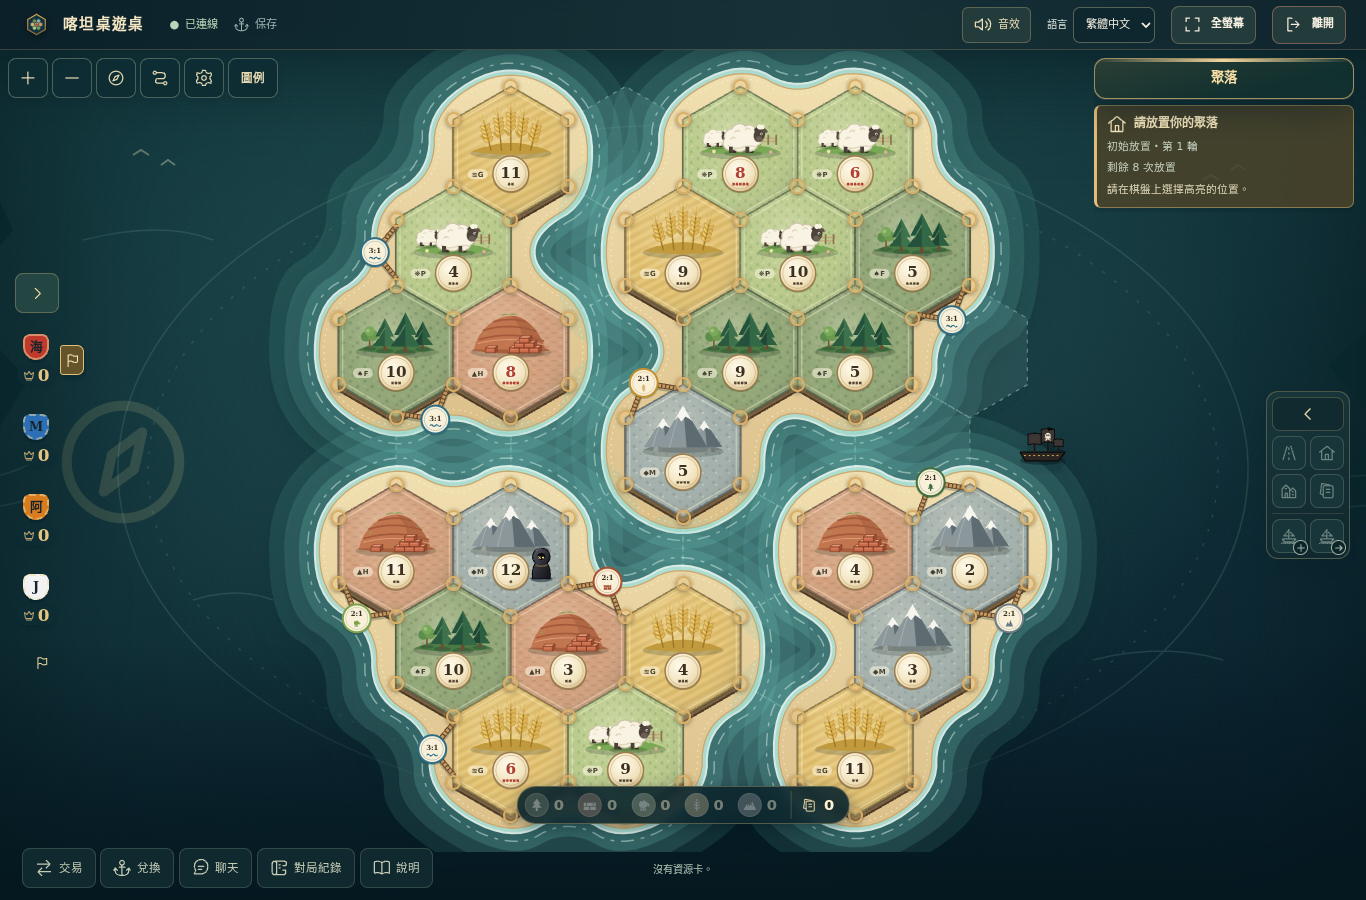 喀坦桌遊桌
已連線
保存
音效
語言
繁體中文
全螢幕
離開
圖例
聚落
請放置你的聚落
初始放置・第 1 輪
剩餘 8 次放置
請在棋盤上選擇高亮的位置。
海
0
M
0
阿
0
J
0
G
11
P
8
P
6
3:1
P
4
G
9
P
10
F
5
3:1
F
10
H
8
F
9
F
5
3:1
2:1
M
5
2:1
H
11
M
12
H
4
M
2
2:1
2:1
2:1
F
10
H
3
G
4
M
3
3:1
G
6
P
9
G
11
0
0
0
0
0
0
交易
兌換
聊天
對局紀錄
說明
沒有資源卡。